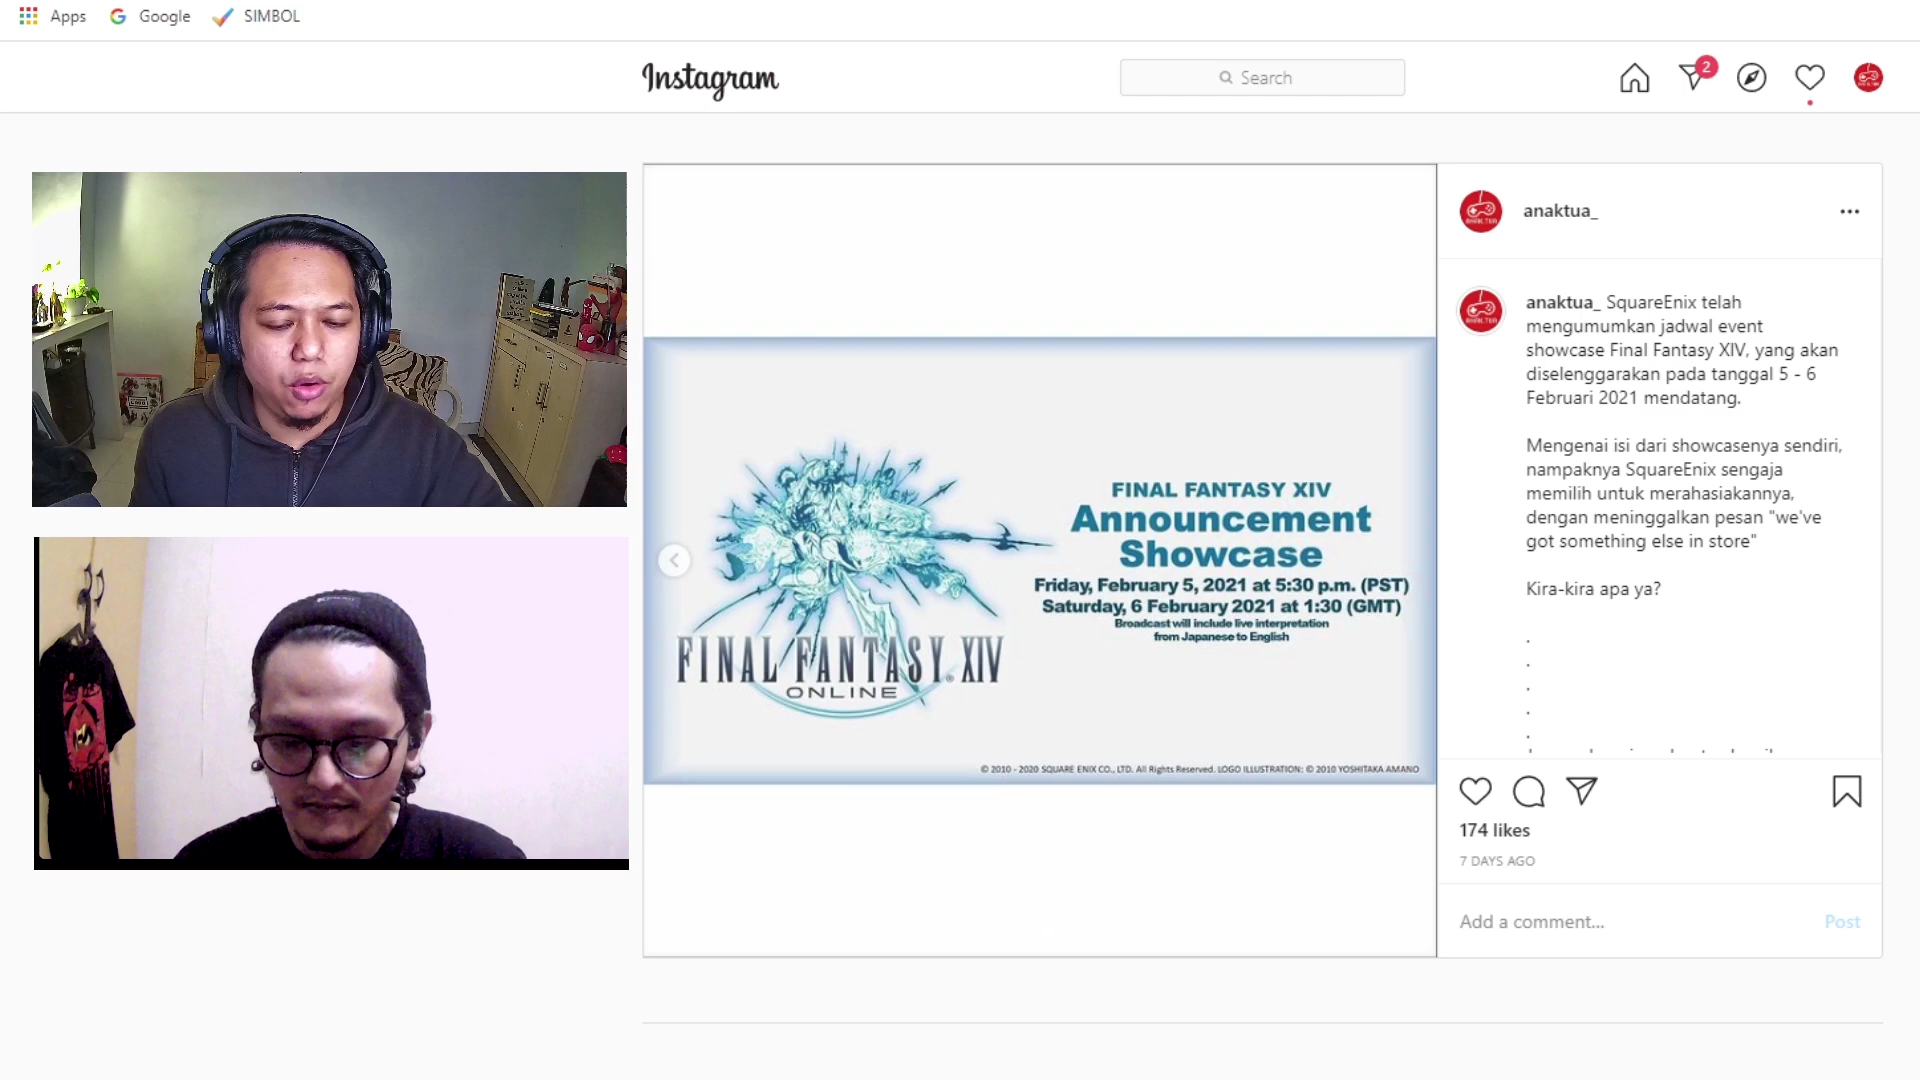 Apps
Google
SIMBOL
Instagram
Search
2
anaktua_
FINAL FANTASY XIV
Announcement
Showcase
Friday, February 5, 2021 at 5:30 p.m. (PST)
Saturday, 6 February 2021 at 1:30 (GMT)
Broadcast will include live interpretation
from Japanese to English
FINAL FANTASY® XIV
ONLINE
© 2010 - 2020 SQUARE ENIX CO., LTD. All Rights Reserved. LOGO ILLUSTRATION: © 2010 YOSHITAKA AMANO
anaktua_ SquareEnix telah
mengumumkan jadwal event
showcase Final Fantasy XIV, yang akan
diselenggarakan pada tanggal 5 - 6
Februari 2021 mendatang.
Mengenai isi dari showcasenya sendiri,
nampaknya SquareEnix sengaja
memilih untuk merahasiakannya,
dengan meninggalkan pesan "we've
got something else in store"
Kira-kira apa ya?
.
.
.
.
.
174 likes
7 DAYS AGO
Add a comment...
Post